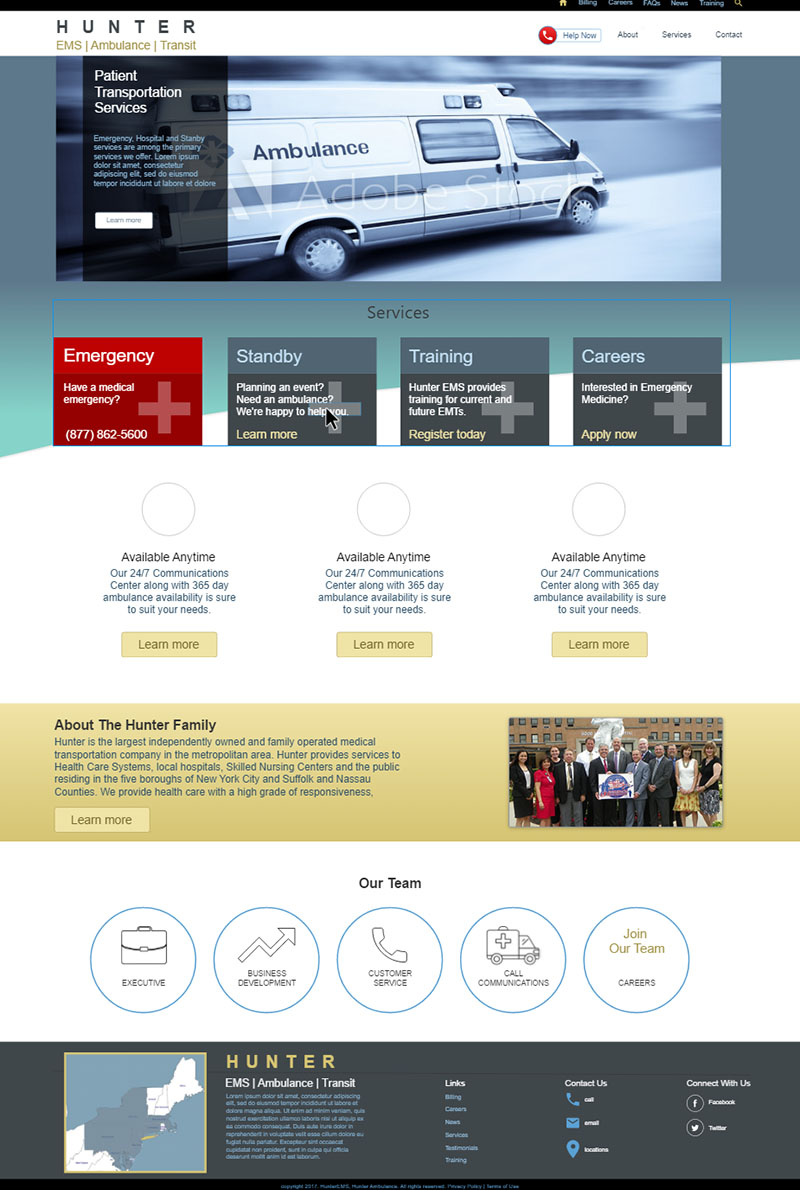 Billing Careers FAQs News Training
HUNTER
EMS | Ambulance | Transit
Help Now About Services Contact
Patient
Transportation
Services
Emergency, Hospital and Stanby
services are among the primary
services we offer. Lorem ipsum
dolor sit amet, consectetur
adipiscing elit, sed do eiusmod
tempor incididunt ut labore et dolore
Learn more
Ambulance
Adobe Stock
Services
Emergency
Have a medical
emergency?
(877) 862-5600
Standby
Planning an event?
Need an ambulance?
We're happy to help you.
Learn more
Training
Hunter EMS provides
training for current and
future EMTs.
Register today
Careers
Interested in Emergency
Medicine?
Apply now
Available Anytime
Our 24/7 Communications
Center along with 365 day
ambulance availability is sure
to suit your needs.
Learn more
Available Anytime
Our 24/7 Communications
Center along with 365 day
ambulance availability is sure
to suit your needs.
Learn more
Available Anytime
Our 24/7 Communications
Center along with 365 day
ambulance availability is sure
to suit your needs.
Learn more
About The Hunter Family
Hunter is the largest independently owned and family operated medical
transportation company in the metropolitan area. Hunter provides services to
Health Care Systems, local hospitals, Skilled Nursing Centers and the public
residing in the five boroughs of New York City and Suffolk and Nassau
Counties. We provide health care with a high grade of responsiveness,
Learn more
Our Team
EXECUTIVE
BUSINESS
DEVELOPMENT
CUSTOMER
SERVICE
CALL
COMMUNICATIONS
Join
Our Team
CAREERS
HUNTER
EMS | Ambulance | Transit
Lorem ipsum dolor sit amet, consectetur adipiscing
elit, sed do eiusmod tempor incididunt ut labore et
dolore magna aliqua. Ut enim ad minim veniam, quis
nostrud exercitation ullamco laboris nisi ut aliquip ex
ea commodo consequat. Duis aute irure dolor in
reprehenderit in voluptate velit esse cillum dolore eu
fugiat nulla pariatur. Excepteur sint occaecat
cupidatat non proident, sunt in culpa qui officia
deserunt mollit anim id est laborum.
Links
Billing
Careers
News
Services
Testimonials
Training
Contact Us
call
email
locations
Connect With Us
Facebook
Twitter
copyright 2017. HunterEMS, Hunter Ambulance. All rights reserved. Privacy Policy | Terms of Use